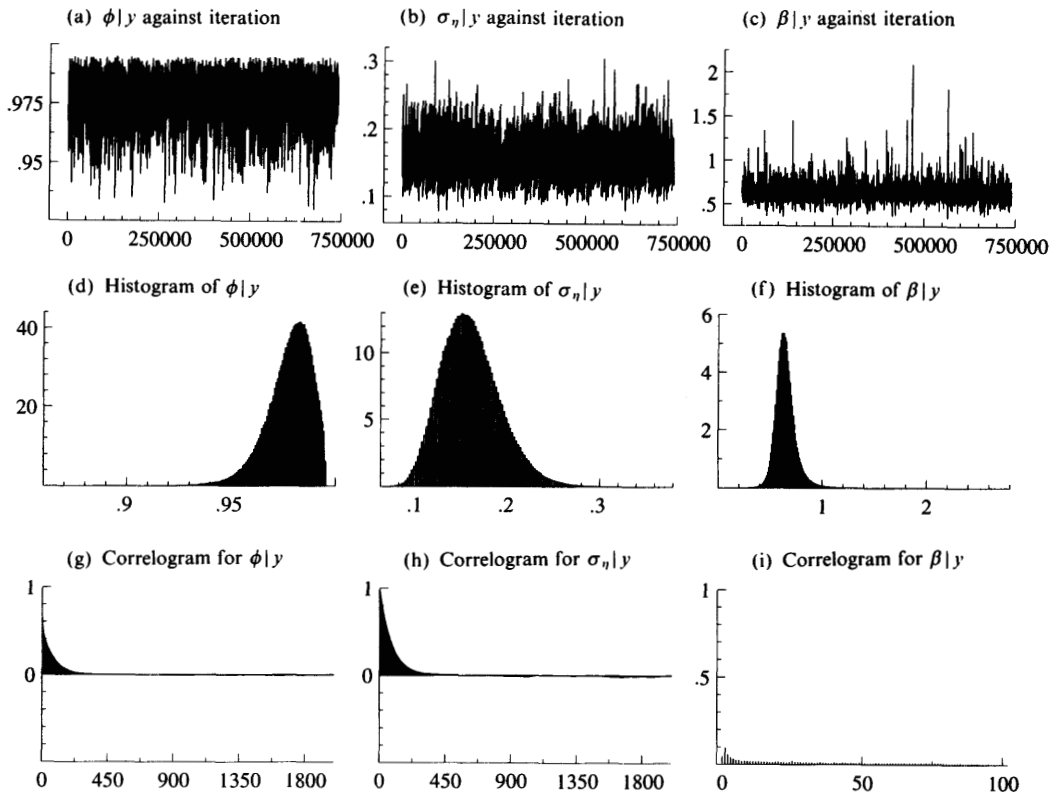 (a) ϕ|y against iteration
(b) σ_η|y against iteration
(c) β|y against iteration
.975
.95
0 250000 500000 750000
.3
.2
.1
0 250000 500000 750000
2
1.5
1
.5
0 250000 500000 750000
(d) Histogram of ϕ|y
(e) Histogram of σ_η|y
(f) Histogram of β|y
40
20
.9 .95
10
5
.1 .2 .3
6
4
2
1 2
(g) Correlogram for ϕ|y
(h) Correlogram for σ_η|y
(i) Correlogram for β|y
1
0
0 450 900 1350 1800
1
0
0 450 900 1350 1800
1
.5
0 50 100